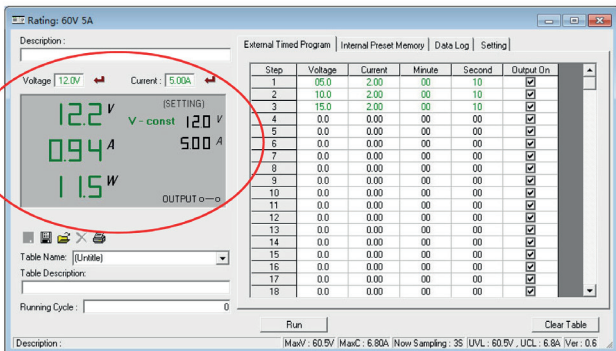 Rating: 60V 5A
Description :
Voltage 12.0V Current : 5.00A
12.2 V
0.94 A
11.5 W
(SETTING)
V - const 120 V
500 A
OUTPUT
Table Name: (Untitle)
Table Description:
Running Cycle : 0
External Timed Program Internal Preset Memory Data Log Setting
Step Voltage Current Minute Second Output On
1 05.0 2.00 00 10
2 10.0 2.00 00 10
3 15.0 2.00 00 10
4 0.0 0.00 00 00
5 0.0 0.00 00 00
6 0.0 0.00 00 00
7 0.0 0.00 00 00
8 0.0 0.00 00 00
9 0.0 0.00 00 00
10 0.0 0.00 00 00
11 0.0 0.00 00 00
12 0.0 0.00 00 00
13 0.0 0.00 00 00
14 0.0 0.00 00 00
15 0.0 0.00 00 00
16 0.0 0.00 00 00
17 0.0 0.00 00 00
18 0.0 0.00 00 00
Run Clear Table
Description : MaxV : 60.5V MaxC : 6.80A Now Sampling : 3S UVL : 60.5V , UCL : 6.8A Ver : 0.6